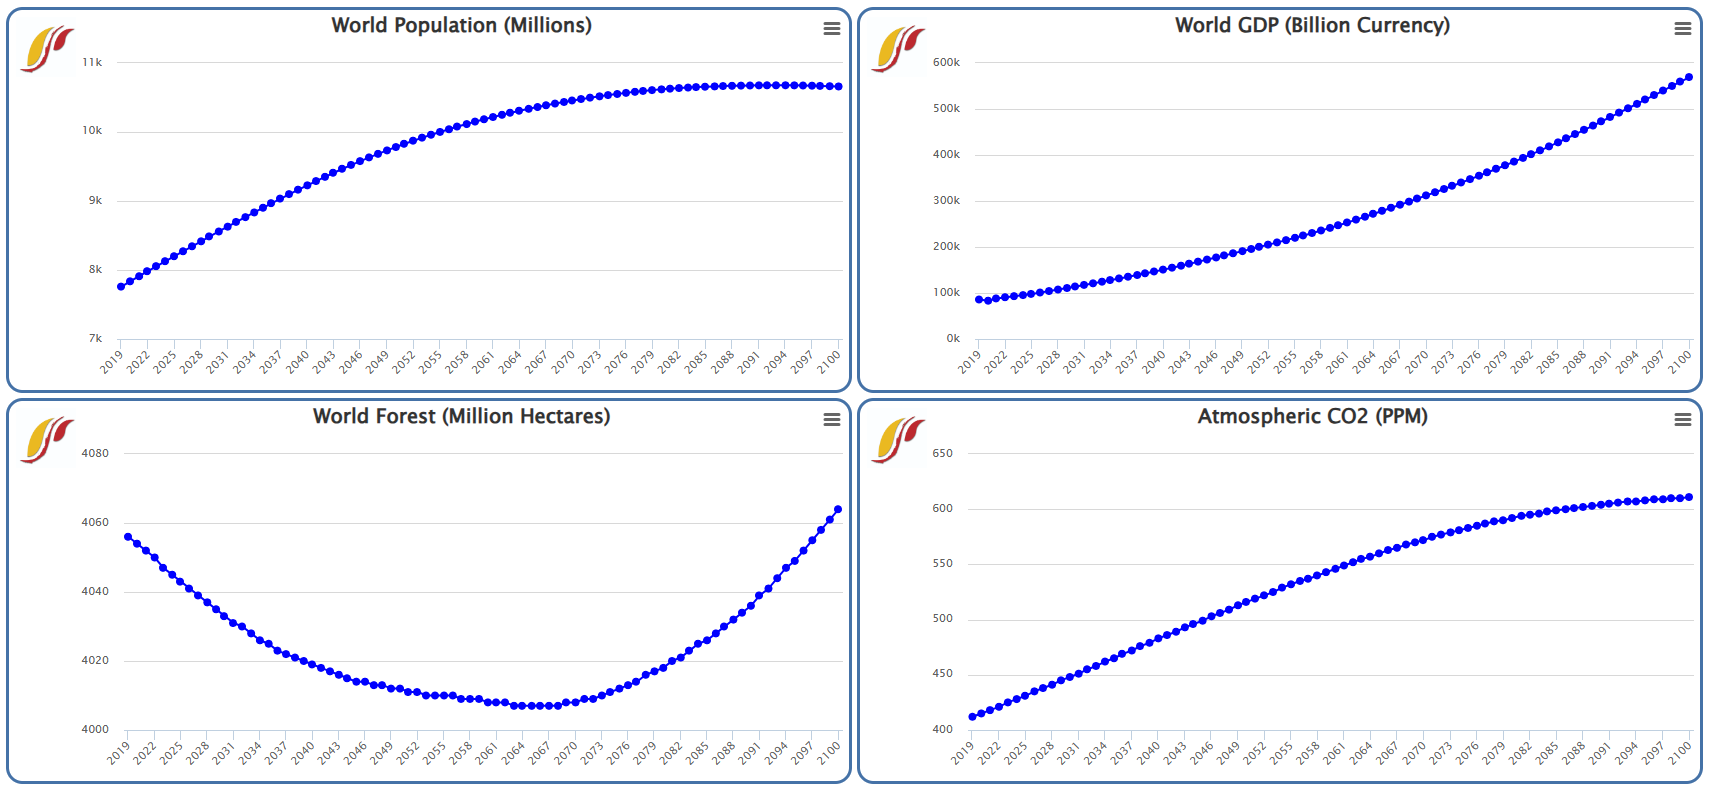 World Population (Millions)
11k
10k
9k
8k
7k
2019 2022 2025 2028 2031 2034 2037 2040 2043 2046 2049 2052 2055 2058 2061 2064 2067 2070 2073 2076 2079 2082 2085 2088 2091 2094 2097 2100
World GDP (Billion Currency)
600k
500k
400k
300k
200k
100k
0k
2019 2022 2025 2028 2031 2034 2037 2040 2043 2046 2049 2052 2055 2058 2061 2064 2067 2070 2073 2076 2079 2082 2085 2088 2091 2094 2097 2100
World Forest (Million Hectares)
4080
4060
4040
4020
4000
2019 2022 2025 2028 2031 2034 2037 2040 2043 2046 2049 2052 2055 2058 2061 2064 2067 2070 2073 2076 2079 2082 2085 2088 2091 2094 2097 2100
Atmospheric CO2 (PPM)
650
600
550
500
450
400
2019 2022 2025 2028 2031 2034 2037 2040 2043 2046 2049 2052 2055 2058 2061 2064 2067 2070 2073 2076 2079 2082 2085 2088 2091 2094 2097 2100